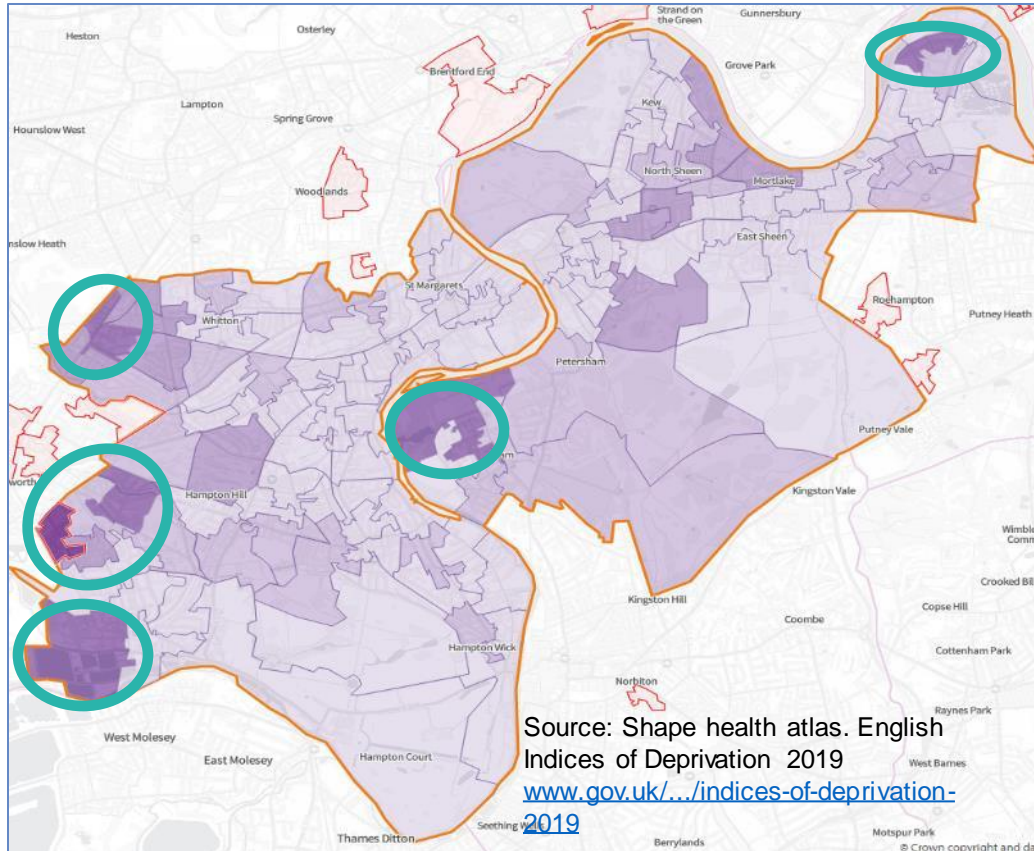 Heston
Osterley
Strand on
the Green
Gunnersbury
Grove Park
Brentford End
Lampton
Spring Grove
Hounslow West
Kew
Woodlands
North Sheen
Mortlake
East Sheen
nslow Heath
St Margarets
Roehampton
Putney Heath
Whitton
Petersham
Putney Vale
worth
Hampton Hill
Kingston Vale
Wimble
Comm
Crooked Bil
Kingston Hill
Copse Hill
Coombe
Hampton Wick
Cottenham Park
Norbiton
Raynes Park
West Molesey
East Molesey
Hampton Court
West Barnes
Source: Shape health atlas. English
Indices of Deprivation 2019
www.gov.uk/.../indices-of-deprivation-
2019
Seething Wells
Thames Ditton
Berrylands
Motspur Park
© Crown copyright and da